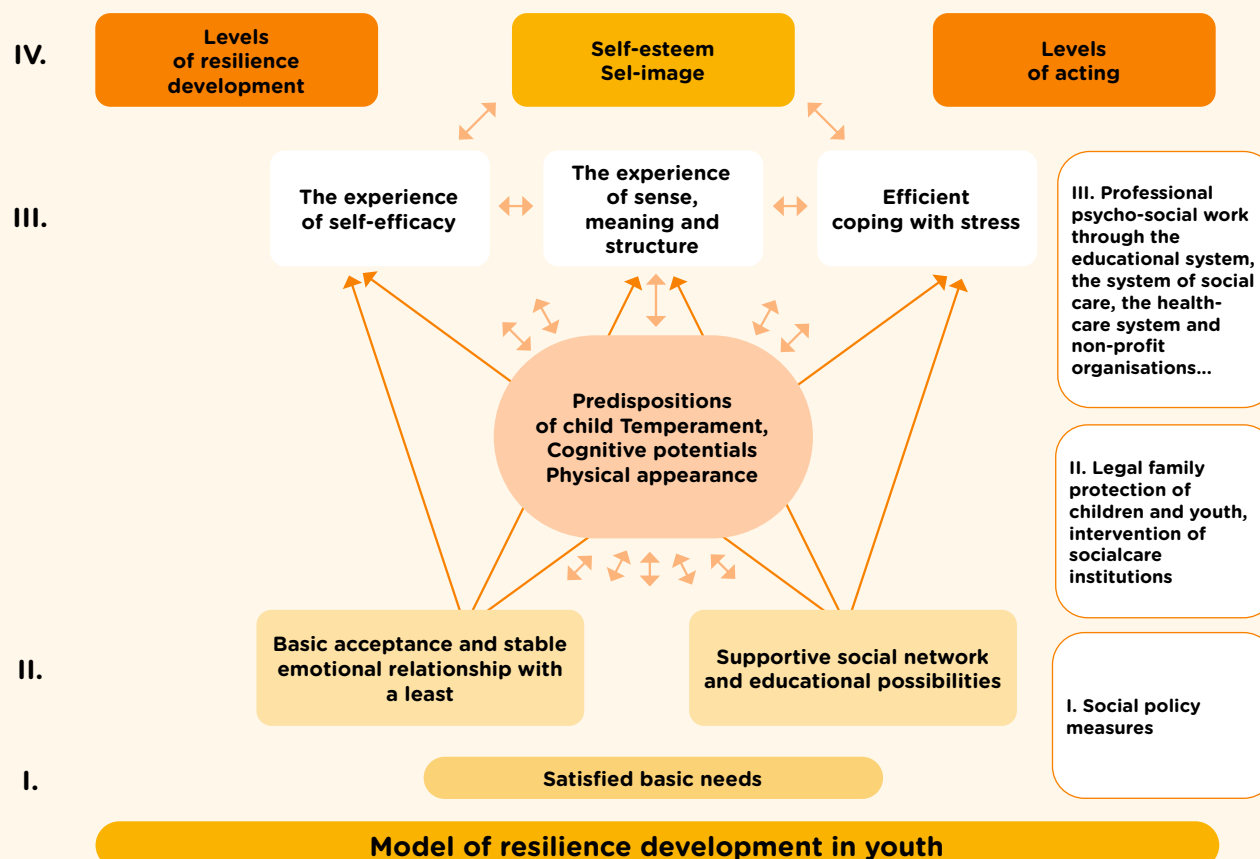 IV.
Levels
of resilience
development
Self-esteem
Sel-image
Levels
of acting
III.
The experience
of self-efficacy
The experience
of sense,
meaning and
structure
Efficient
coping with stress
III. Professional
psycho-social work
through the
educational system,
the system of social
care, the health-
care system and
non-profit
organisations...
Predispositions
of child Temperament,
Cognitive potentials
Physical appearance
II. Legal family
protection of
children and youth,
intervention of
socialcare
institutions
II.
Basic acceptance and stable
emotional relationship with
a least
Supportive social network
and educational possibilities
I. Social policy
measures
I.
Satisfied basic needs
Model of resilience development in youth